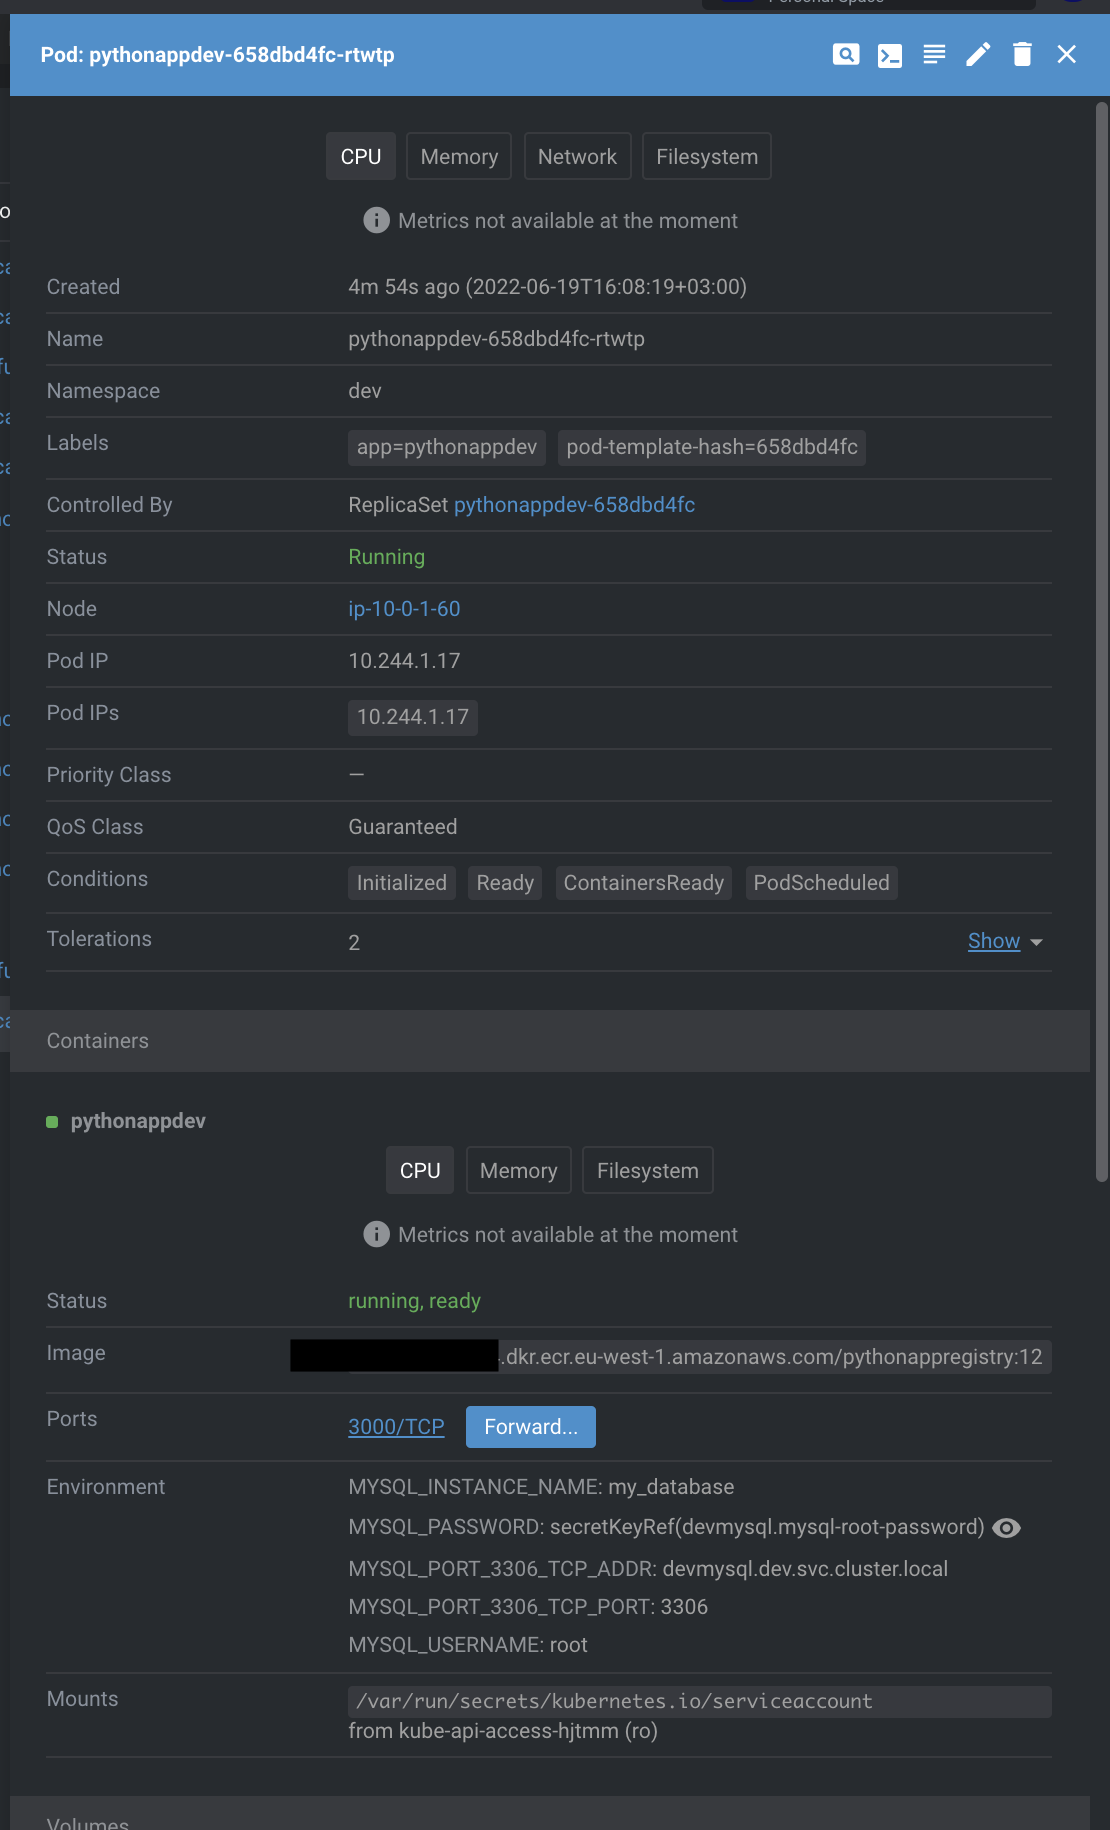 Pod: pythonappdev-658dbd4fc-rtwtp
CPU Memory Network Filesystem
Metrics not available at the moment
Created 4m 54s ago (2022-06-19T16:08:19+03:00)
Name pythonappdev-658dbd4fc-rtwtp
Namespace dev
Labels app=pythonappdev pod-template-hash=658dbd4fc
Controlled By ReplicaSet pythonappdev-658dbd4fc
Status Running
Node ip-10-0-1-60
Pod IP 10.244.1.17
Pod IPs 10.244.1.17
Priority Class —
QoS Class Guaranteed
Conditions Initialized Ready ContainersReady PodScheduled
Tolerations 2 Show
Containers
pythonappdev
CPU Memory Filesystem
Metrics not available at the moment
Status running, ready
Image .dkr.ecr.eu-west-1.amazonaws.com/pythonappregistry:12
Ports 3000/TCP Forward...
Environment MYSQL_INSTANCE_NAME: my_database
MYSQL_PASSWORD: secretKeyRef(devmysql.mysql-root-password)
MYSQL_PORT_3306_TCP_ADDR: devmysql.dev.svc.cluster.local
MYSQL_PORT_3306_TCP_PORT: 3306
MYSQL_USERNAME: root
Mounts /var/run/secrets/kubernetes.io/serviceaccount
from kube-api-access-hjtmm (ro)
Volumes